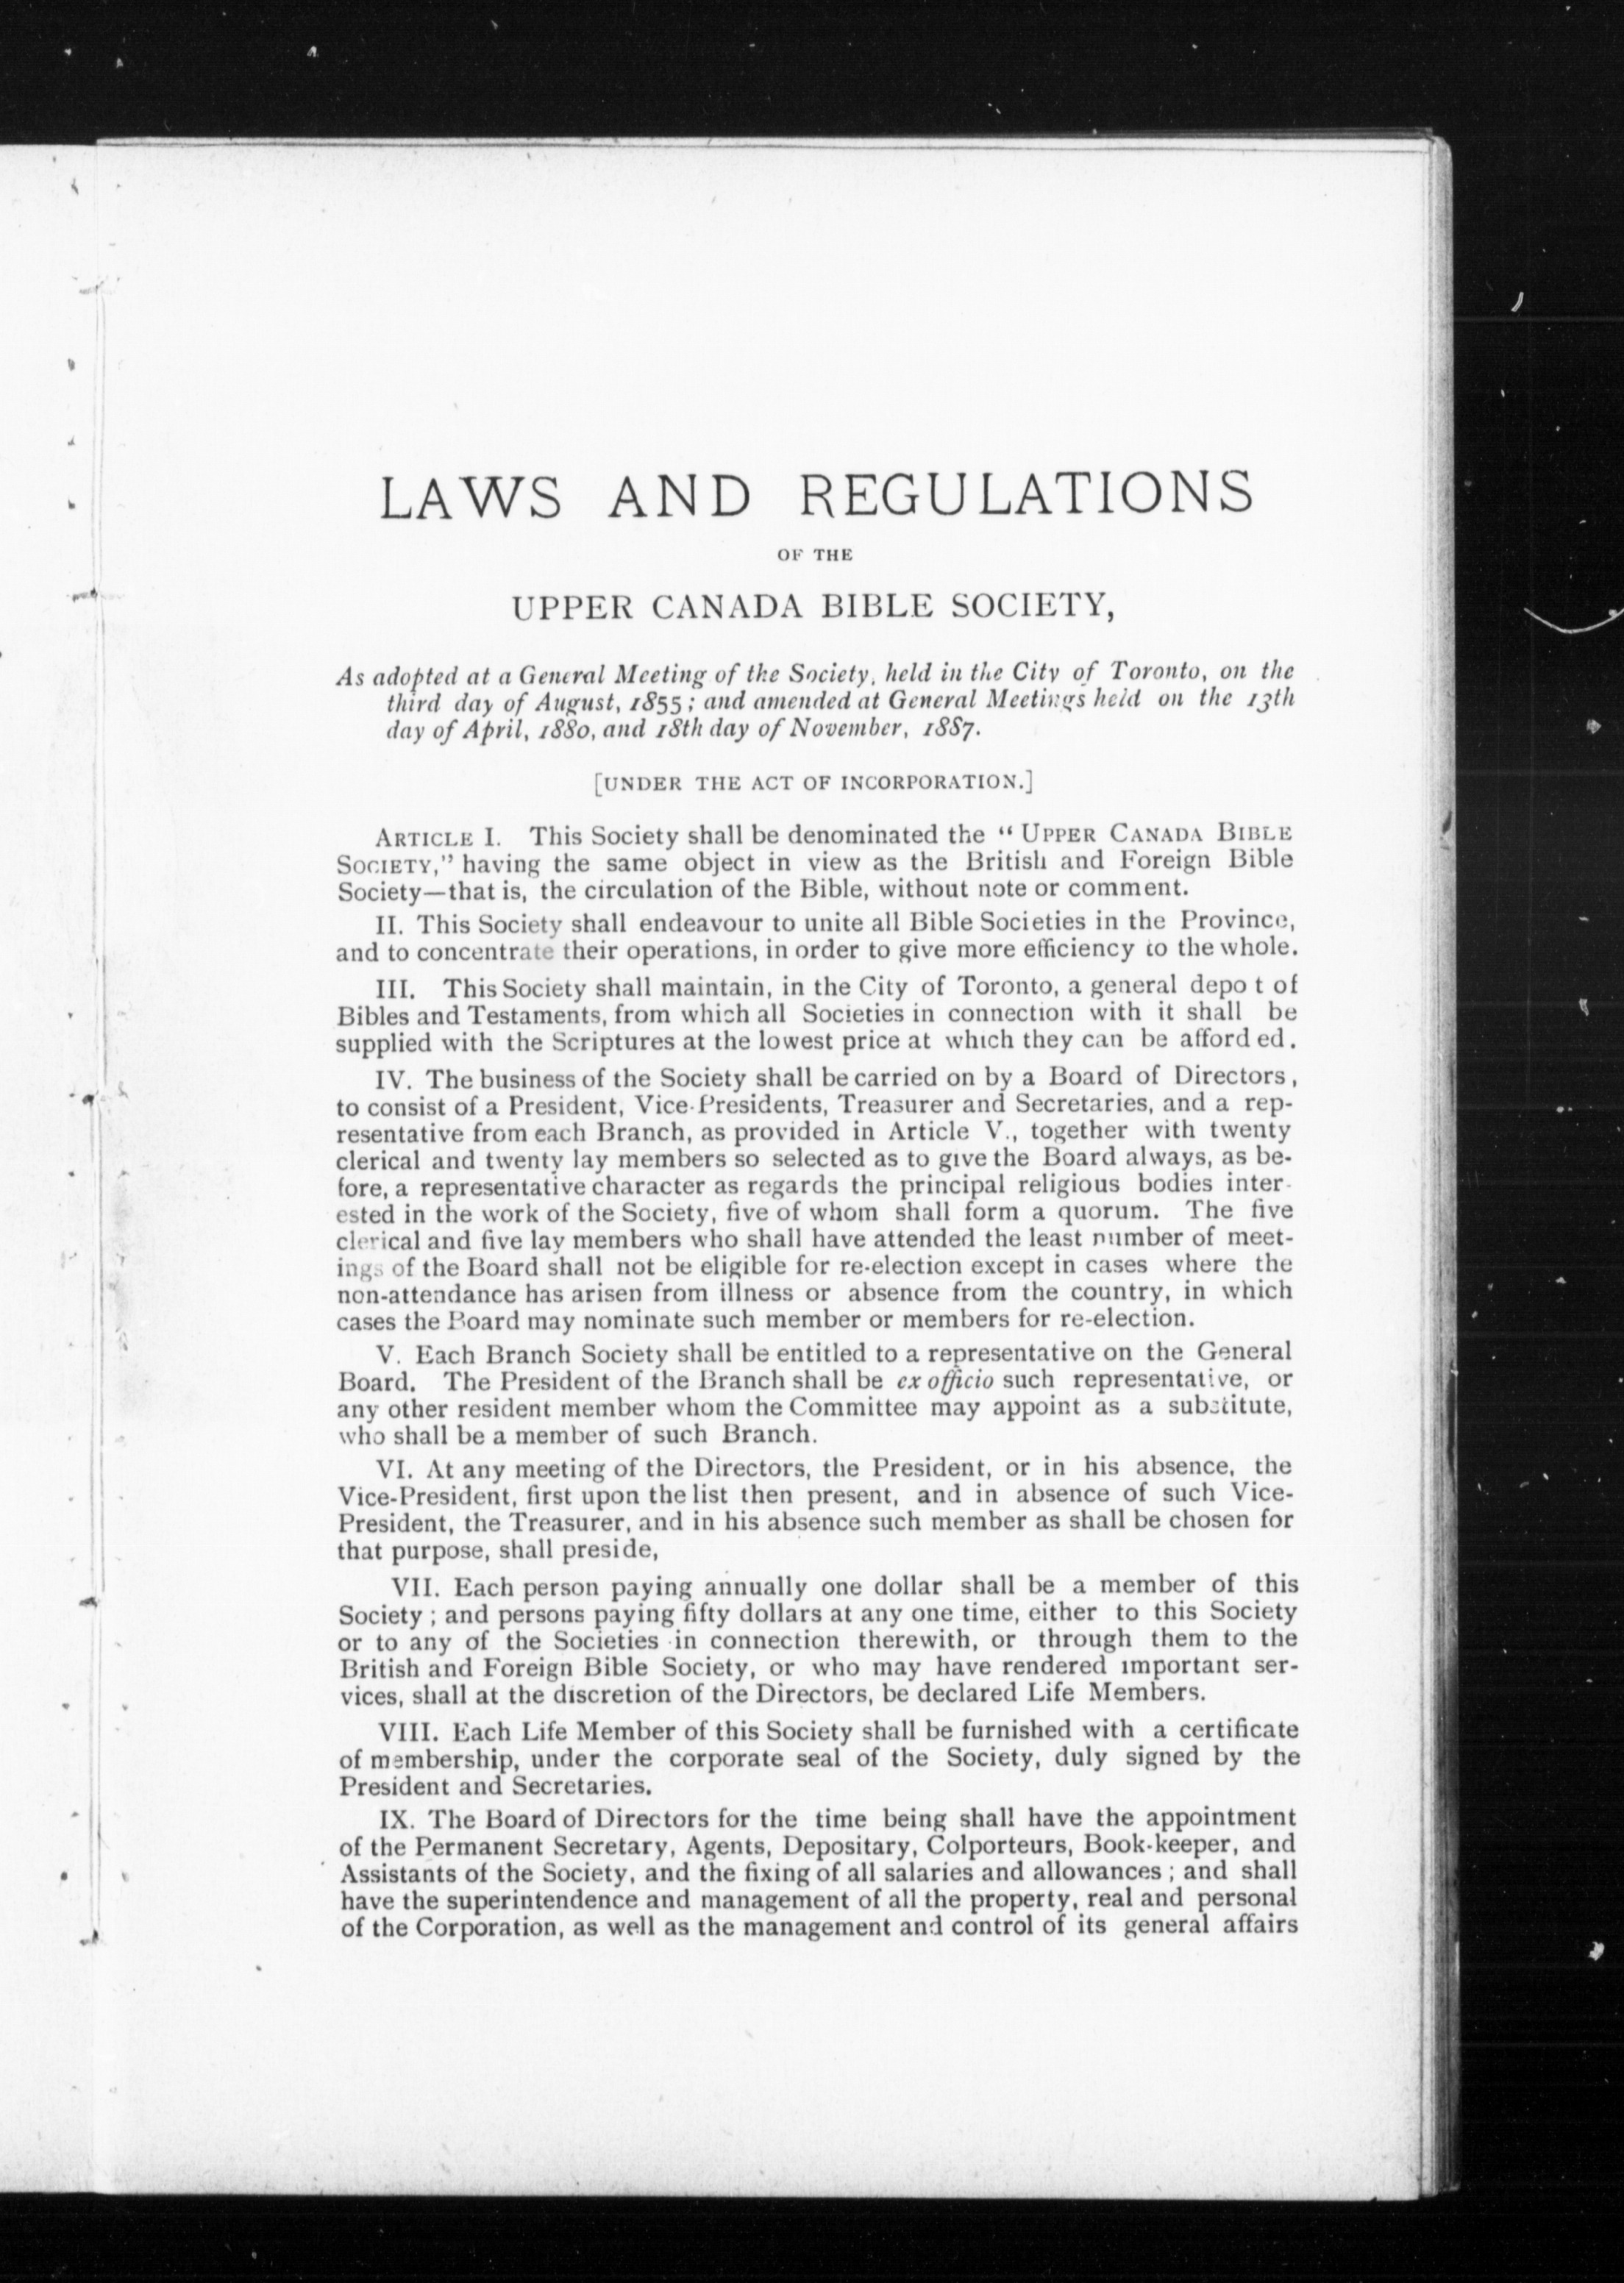 LAWS AND REGULATIONS
OF THE
UPPER CANADA BIBLE SOCIETY,
As adopted at a General Meeting of the Society, held in the City of Toronto, on the
third day of August, 1855; and amended at General Meetings held on the 13th
day of April, 1880, and 18th day of November, 1887.
[UNDER THE ACT OF INCORPORATION.]
ARTICLE I. This Society shall be denominated the “ UPPER CANADA BIBLE
SOCIETY,” having the same object in view as the British and Foreign Bible
Society—that is, the circulation of the Bible, without note or comment.
II. This Society shall endeavour to unite all Bible Societies in the Province,
and to concentrate their operations, in order to give more efficiency to the whole.
III. This Society shall maintain, in the City of Toronto, a general depo t of
Bibles and Testaments, from which all Societies in connection with it shall be
supplied with the Scriptures at the lowest price at which they can be afford ed.
IV. The business of the Society shall be carried on by a Board of Directors,
to consist of a President, Vice-Presidents, Treasurer and Secretaries, and a rep-
resentative from each Branch, as provided in Article V., together with twenty
clerical and twenty lay members so selected as to give the Board always, as be-
fore, a representative character as regards the principal religious bodies inter-
ested in the work of the Society, five of whom shall form a quorum. The five
clerical and five lay members who shall have attended the least number of meet-
ings of the Board shall not be eligible for re-election except in cases where the
non-attendance has arisen from illness or absence from the country, in which
cases the Board may nominate such member or members for re-election.
V. Each Branch Society shall be entitled to a representative on the General
Board. The President of the Branch shall be ex officio such representative, or
any other resident member whom the Committee may appoint as a substitute,
who shall be a member of such Branch.
VI. At any meeting of the Directors, the President, or in his absence, the
Vice-President, first upon the list then present, and in absence of such Vice-
President, the Treasurer, and in his absence such member as shall be chosen for
that purpose, shall preside,
VII. Each person paying annually one dollar shall be a member of this
Society ; and persons paying fifty dollars at any one time, either to this Society
or to any of the Societies in connection therewith, or through them to the
British and Foreign Bible Society, or who may have rendered important ser-
vices, shall at the discretion of the Directors, be declared Life Members.
VIII. Each Life Member of this Society shall be furnished with a certificate
of membership, under the corporate seal of the Society, duly signed by the
President and Secretaries.
IX. The Board of Directors for the time being shall have the appointment
of the Permanent Secretary, Agents, Depositary, Colporteurs, Book-keeper, and
Assistants of the Society, and the fixing of all salaries and allowances ; and shall
have the superintendence and management of all the property, real and personal
of the Corporation, as well as the management and control of its general affairs